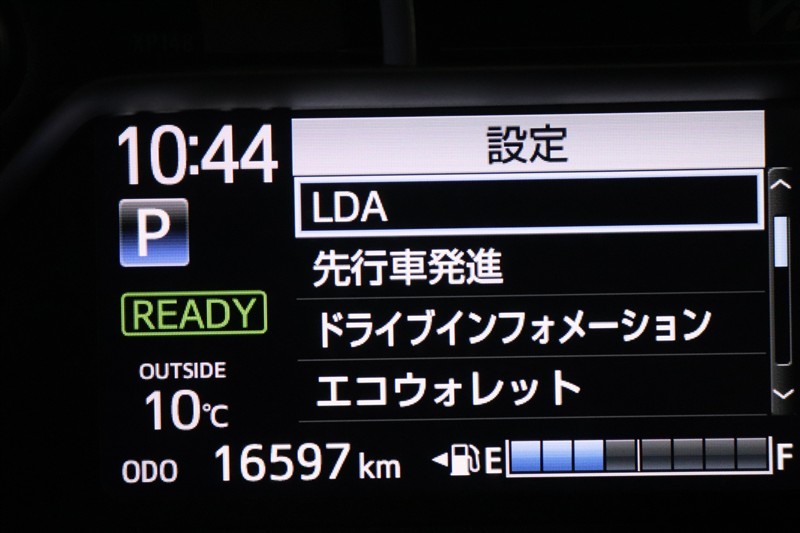 10:44
設定
LDA
P
先行車発進
READY
ドライブインフォメーション
OUTSIDE
10℃
エコウォレット
ODO 16597 km
E F